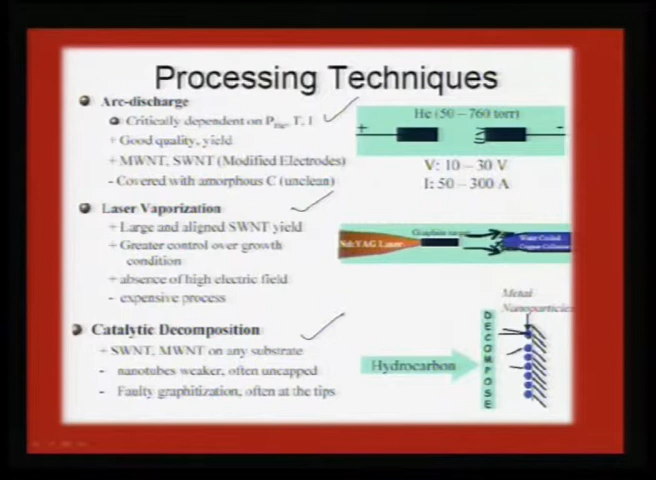 Processing Techniques
Arc-discharge
Critically dependent on P_He, T, I
+ Good quality, yield
+ MWNT, SWNT (Modified Electrodes)
- Covered with amorphous C (unclean)
He (50 – 760 torr)
+ -
V: 10 – 30 V
I: 50 – 300 A
Laser Vaporization
+ Large and aligned SWNT yield
+ Greater control over growth
condition
+ absence of high electric field
- expensive process
Nd:YAG Laser
Graphite target
Water Cooled
Copper Collector
Catalytic Decomposition
+ SWNT, MWNT on any substrate
- nanotubes weaker, often uncapped
- Faulty graphitization, often at the tips
Hydrocarbon
DECOMPOSE
Metal
Nanoparticles